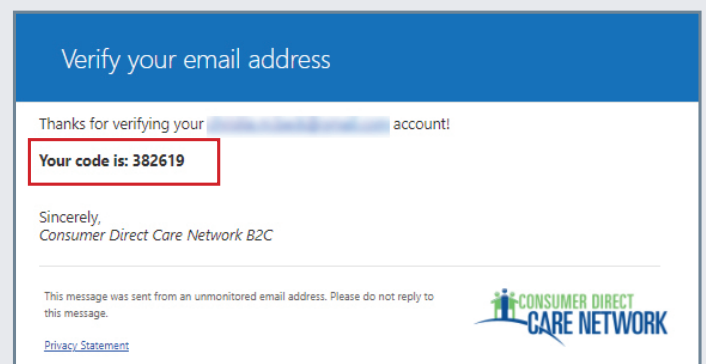 Verify your email address
Thanks for verifying your account!
Your code is: 382619
Sincerely,
Consumer Direct Care Network B2C
This message was sent from an unmonitored email address. Please do not reply to
this message.
Privacy Statement
CONSUMER DIRECT
CARE NETWORK